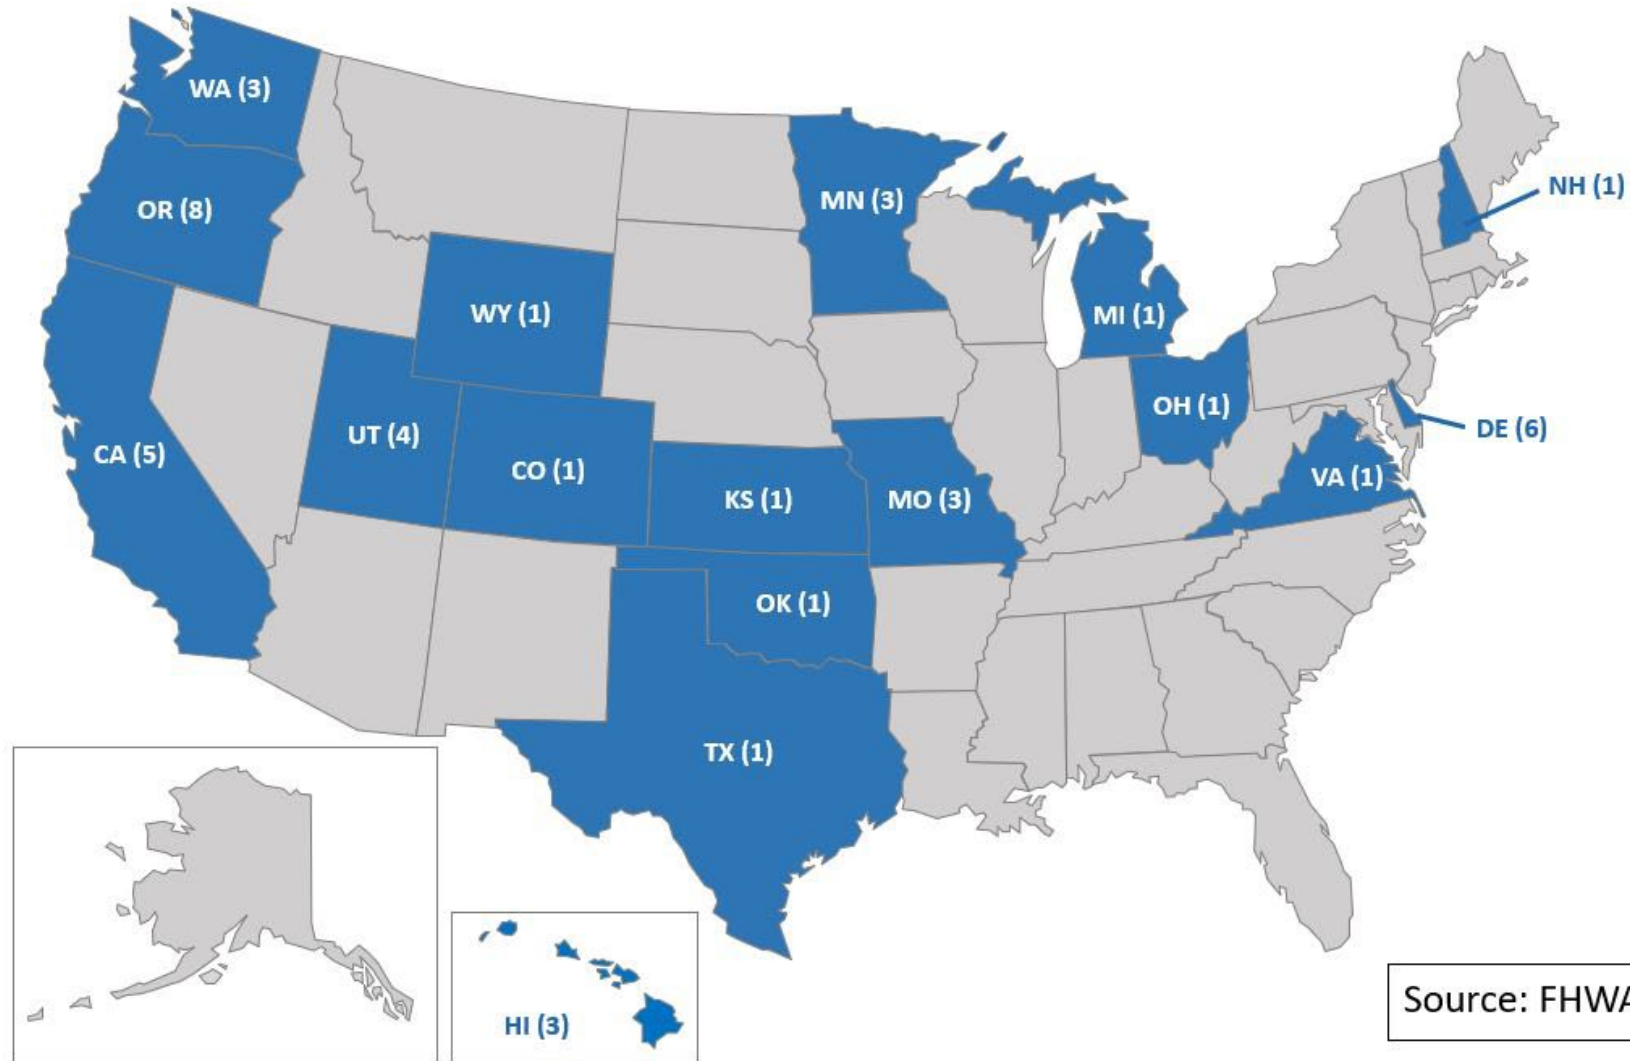 WA (3)
NH (1)
MN (3)
OR (8)
WY (1)
MI (1)
OH (1)
DE (6)
UT (4)
CA (5)
CO (1)
VA (1)
KS (1)
MO (3)
OK (1)
TX (1)
HI (3)
Source: FHWA